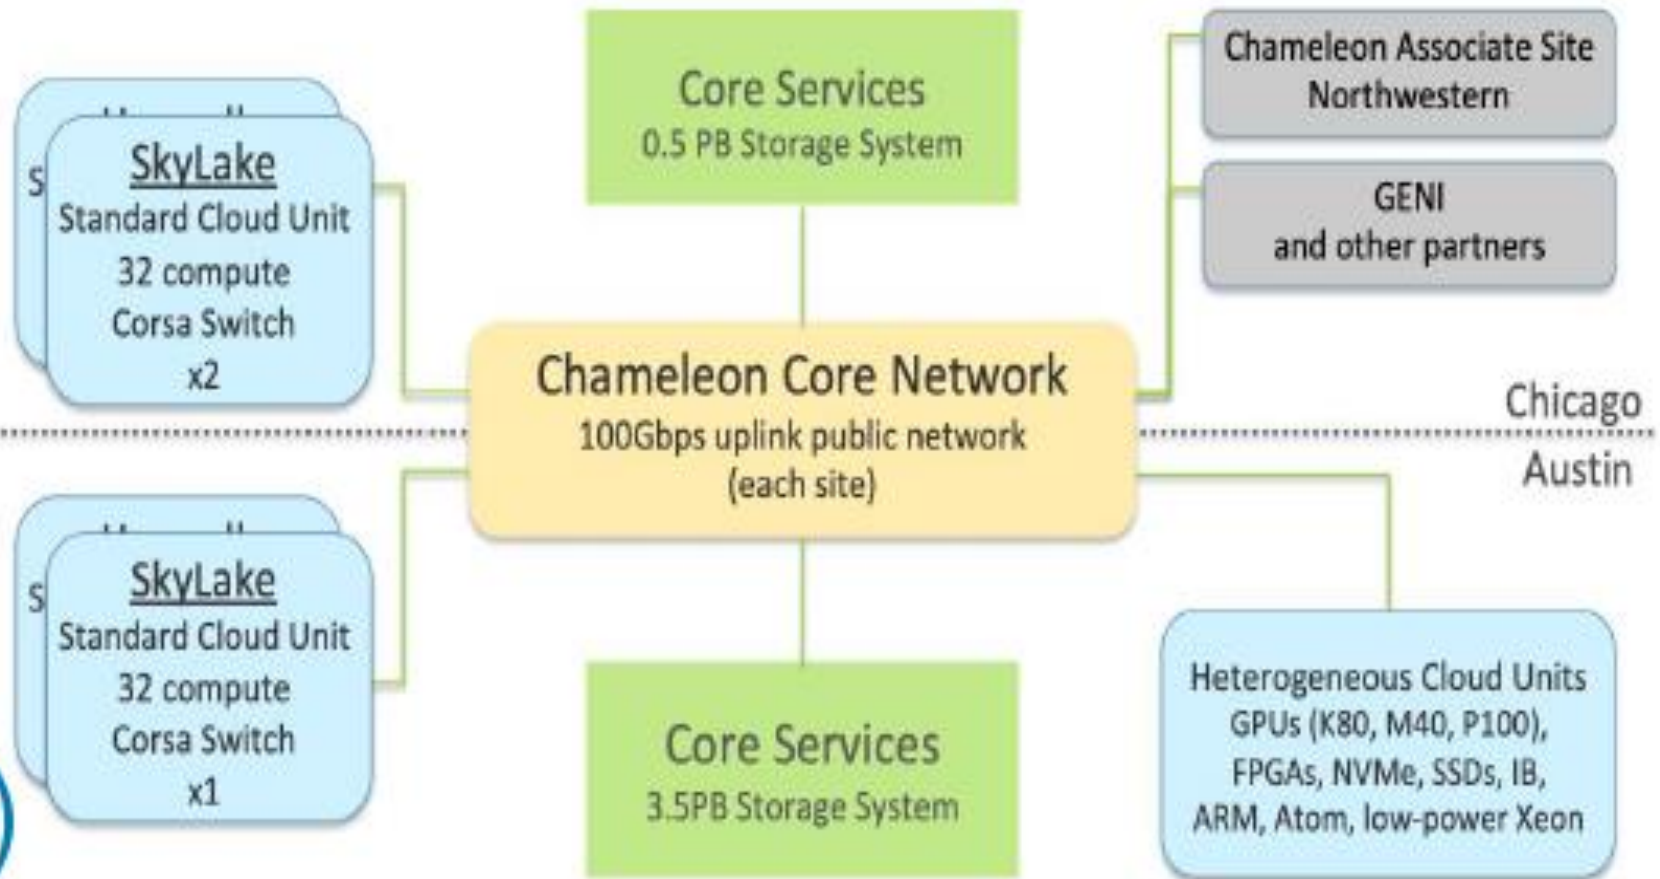 Core Services
0.5 PB Storage System
Chameleon Associate Site
Northwestern
GENI
and other partners
SkyLake
Standard Cloud Unit
32 compute
Corsa Switch
x2
Chameleon Core Network
100Gbps uplink public network
(each site)
Chicago
Austin
SkyLake
Standard Cloud Unit
32 compute
Corsa Switch
x1
Core Services
3.5PB Storage System
Heterogeneous Cloud Units
GPUs (K80, M40, P100),
FPGAs, NVMe, SSDs, IB,
ARM, Atom, low-power Xeon